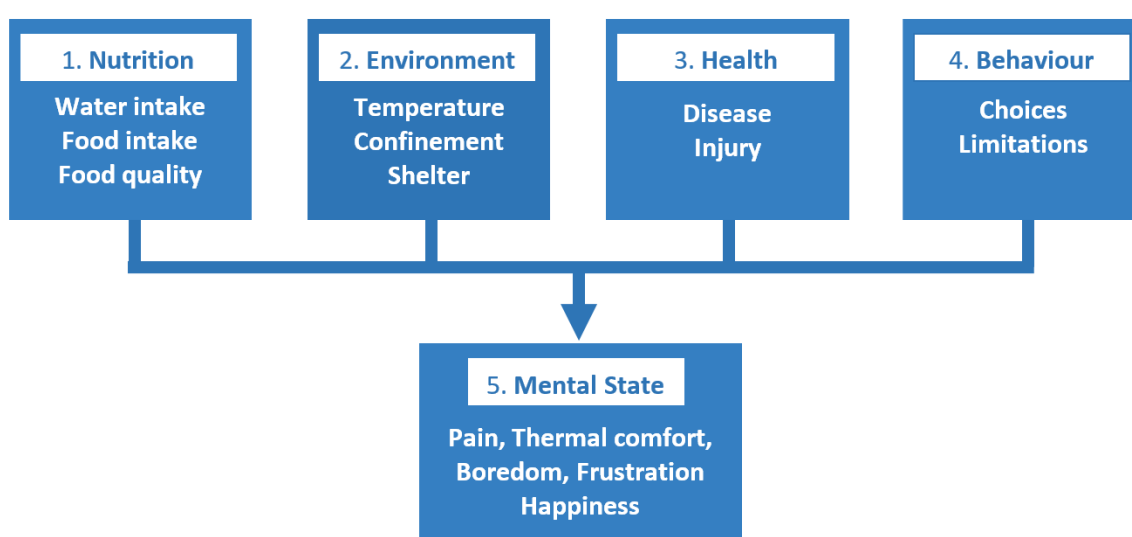 1. Nutrition
Water intake
Food intake
Food quality
2. Environment
Temperature
Confinement
Shelter
3. Health
Disease
Injury
4. Behaviour
Choices
Limitations
5. Mental State
Pain, Thermal comfort,
Boredom, Frustration
Happiness